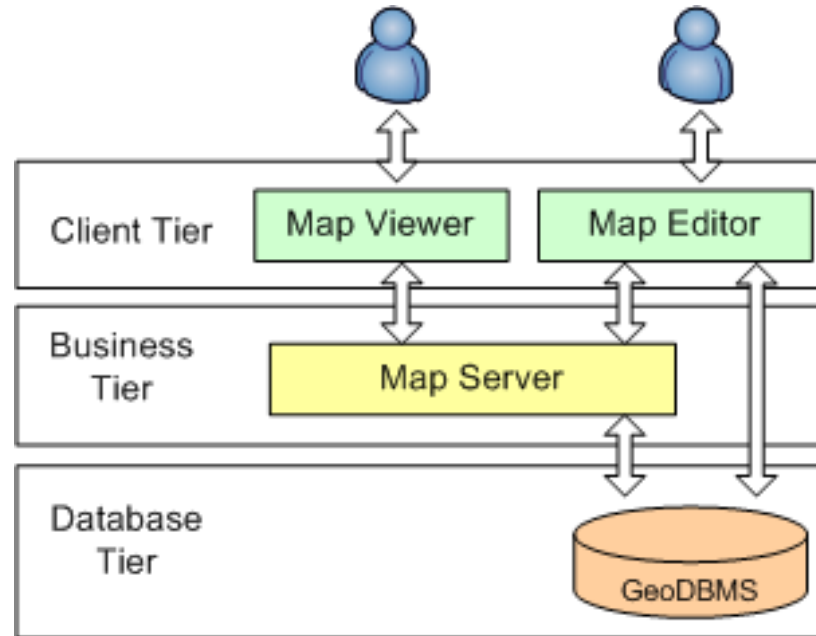 Client Tier
Map Viewer
Map Editor
Business
Tier
Map Server
Database
Tier
GeoDBMS